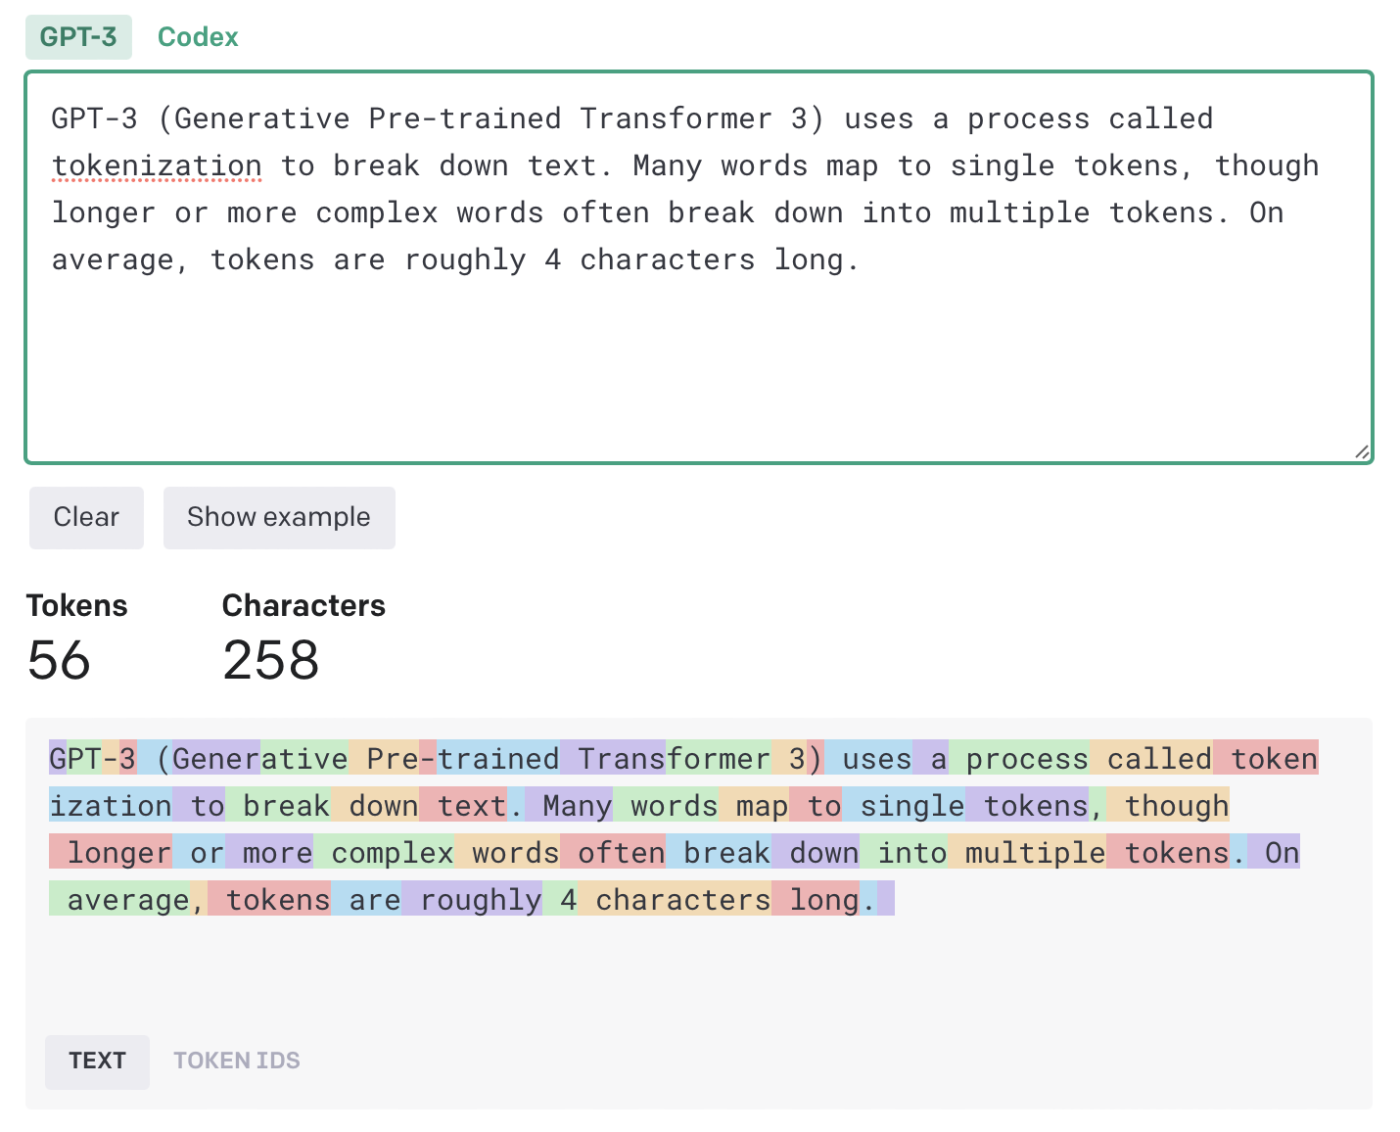 GPT-3 Codex
GPT-3 (Generative Pre-trained Transformer 3) uses a process called
tokenization to break down text. Many words map to single tokens, though
longer or more complex words often break down into multiple tokens. On
average, tokens are roughly 4 characters long.
Clear Show example
Tokens Characters
56 258
GPT-3 (Generative Pre-trained Transformer 3) uses a process called token
ization to break down text. Many words map to single tokens, though
longer or more complex words often break down into multiple tokens. On
average, tokens are roughly 4 characters long.
TEXT TOKEN IDS